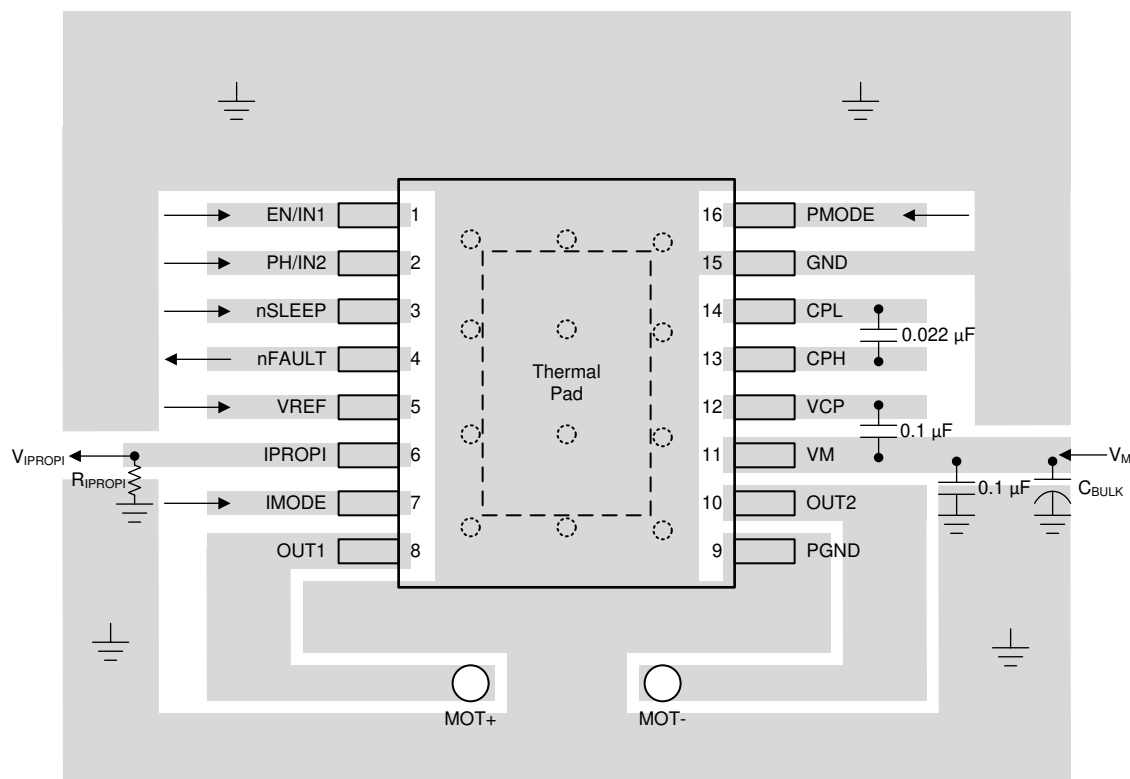 EN/IN1
1
16
PMODE
PH/IN2
2
15
GND
nSLEEP
3
14
CPL
0.022 µF
nFAULT
4
13
CPH
Thermal
Pad
VREF
5
12
VCP
0.1 µF
VIPROPI
IPROPI
6
11
VM
VM
RIPROPI
IMODE
7
10
OUT2
0.1 µF
CBULK
OUT1
8
9
PGND
MOT+
MOT-